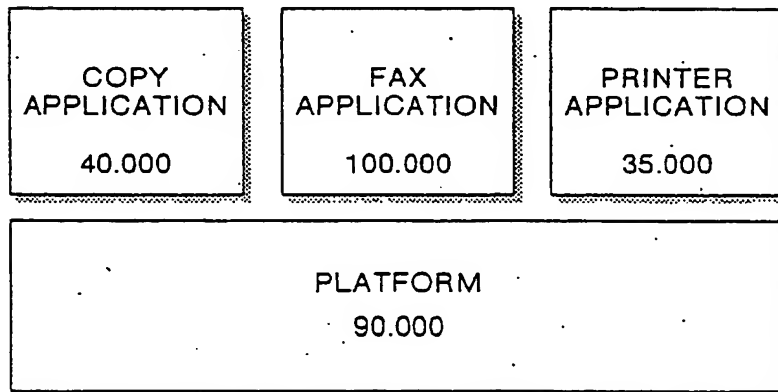 COPY
APPLICATION
40.000
FAX
APPLICATION
100.000
PRINTER
APPLICATION
35.000
PLATFORM
90.000